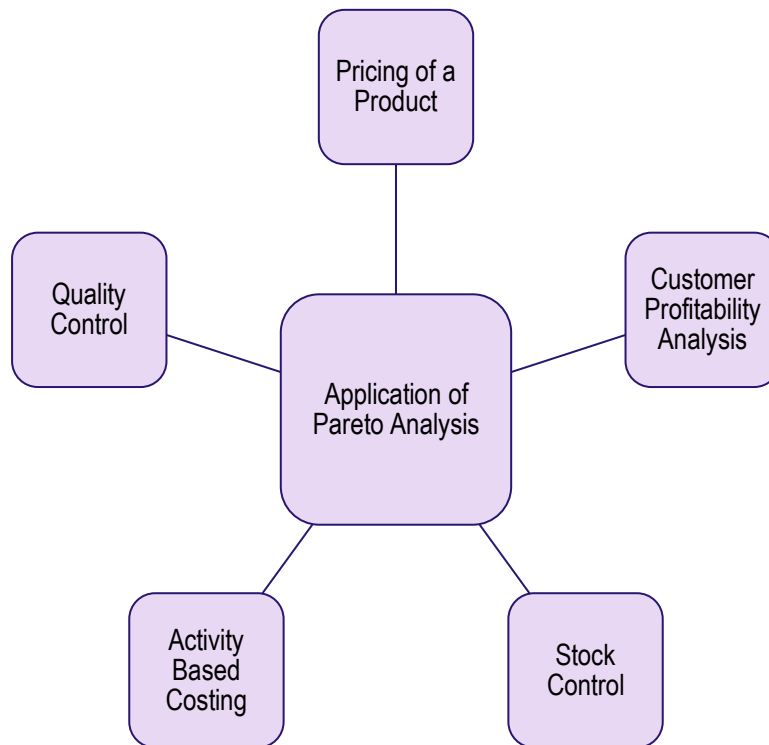 Pricing of a
Product
Quality
Control
Customer
Profitability
Analysis
Application of
Pareto Analysis
Activity
Based
Costing
Stock
Control